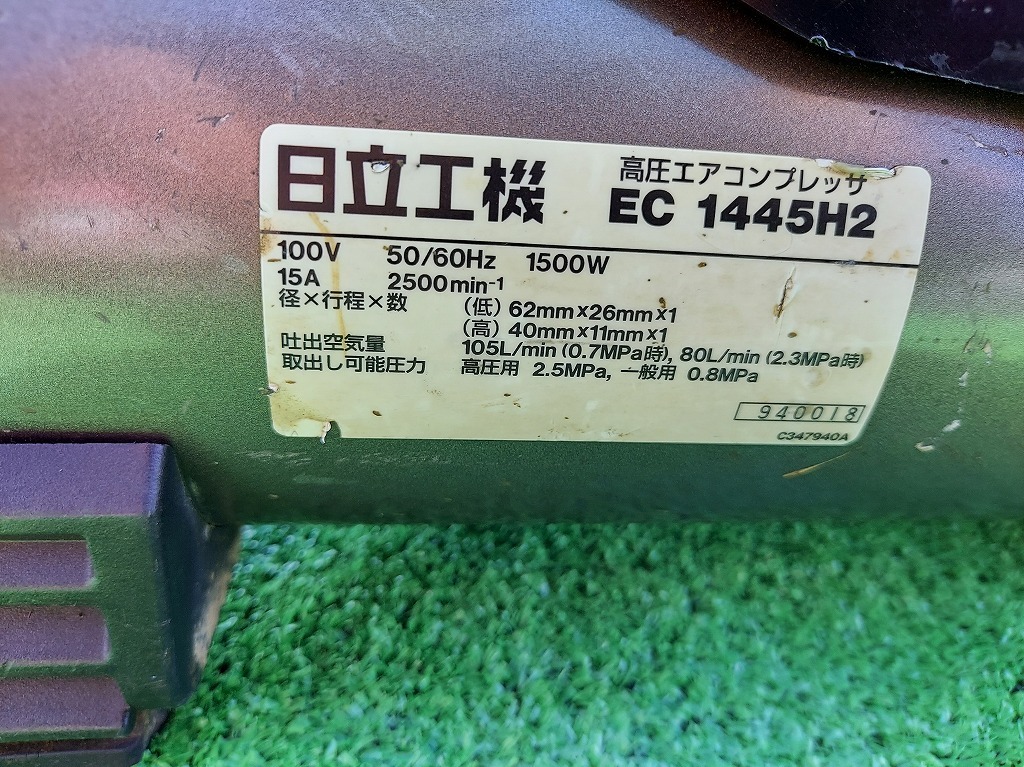 日立工機
高圧エアコンプレッサ
EC 1445H2
100V 50/60Hz 1500W
15A 2500min⁻¹
径×行程×数 (低) 62mm×26mm×1
(高) 40mm×11mm×1
吐出空気量 105L/min (0.7MPa時), 80L/min (2.3MPa時)
取出し可能圧力 高圧用 2.5MPa, 一般用 0.8MPa
940018
C347940A